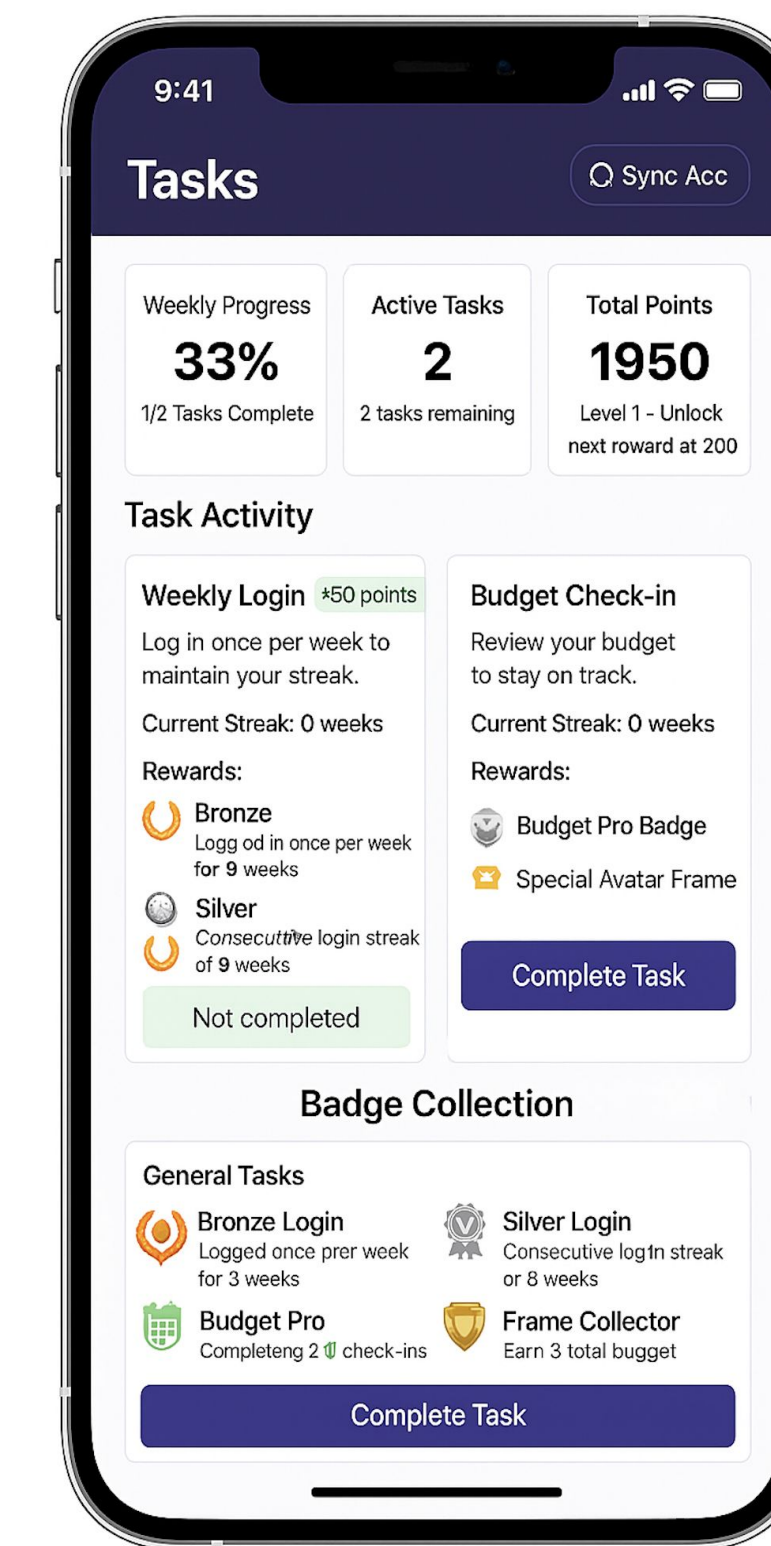 9:41
Tasks
Sync Acc
Weekly Progress
33%
1/2 Tasks Complete
Active Tasks
2
2 tasks remaining
Total Points
1950
Level 1 - Unlock
next roward at 200
Task Activity
Weekly Login *50 points
Log in once per week to
maintain your streak.
Current Streak: 0 weeks
Rewards:
Bronze
Logg od in once per week
for 9 weeks
Silver
Consecutive login streak
of 9 weeks
Not completed
Budget Check-in
Review your budget
to stay on track.
Current Streak: 0 weeks
Rewards:
Budget Pro Badge
Special Avatar Frame
Complete Task
Badge Collection
General Tasks
Bronze Login
Logged once prer week
for 3 weeks
Silver Login
Consecutive log1n streak
or 8 weeks
Budget Pro
Completeng 2 check-ins
Frame Collector
Earn 3 total bugget
Complete Task